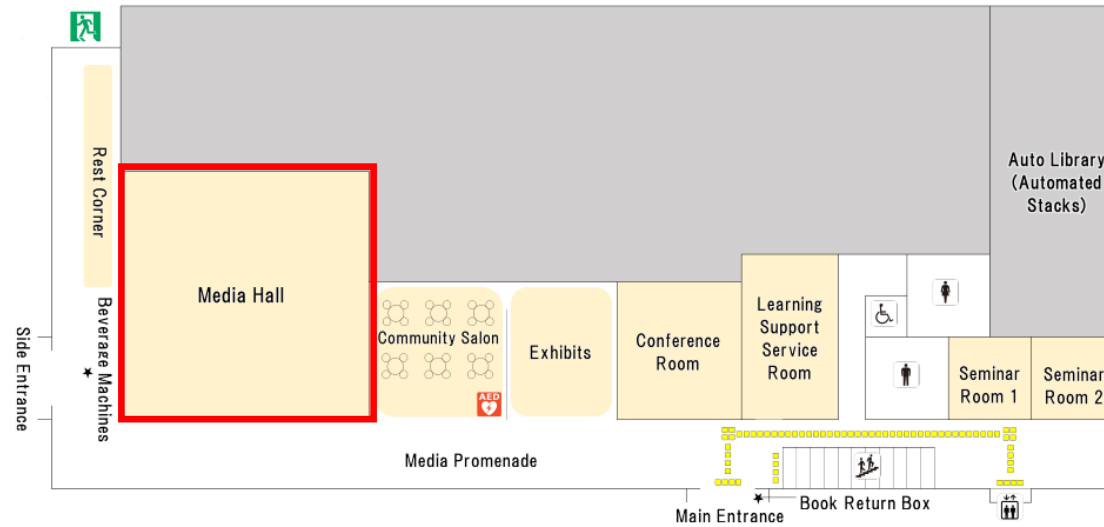 Rest Corner
Media Hall
Auto Library
(Automated
Stacks)
Community Salon
AED
Exhibits
Conference
Room
Learning
Support
Service
Room
Seminar
Room 1
Seminar
Room 2
Side Entrance
★
Beverage Machines
Media Promenade
Main Entrance
★
Book Return Box